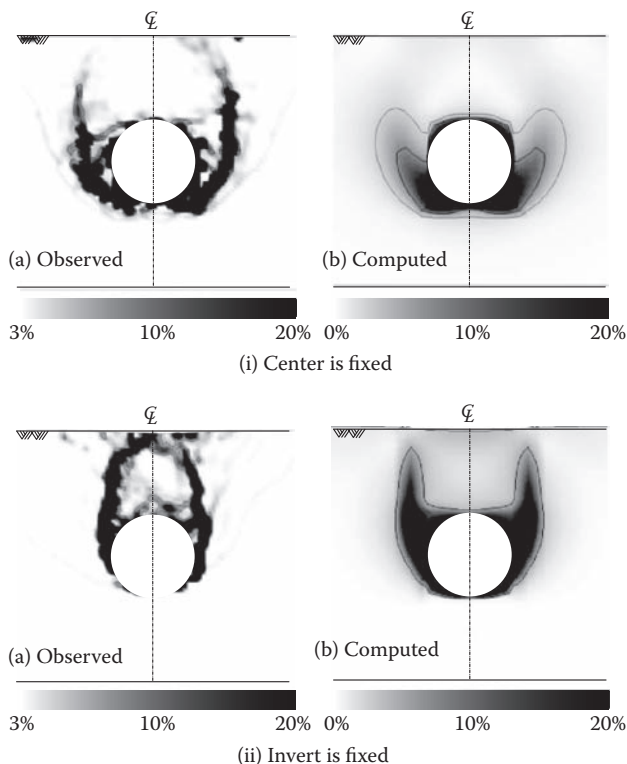 ℄ ℄
(a) Observed (b) Computed
3% 10% 20% 0% 10% 20%
(i) Center is fixed
℄ ℄
(a) Observed (b) Computed
3% 10% 20% 0% 10% 20%
(ii) Invert is fixed